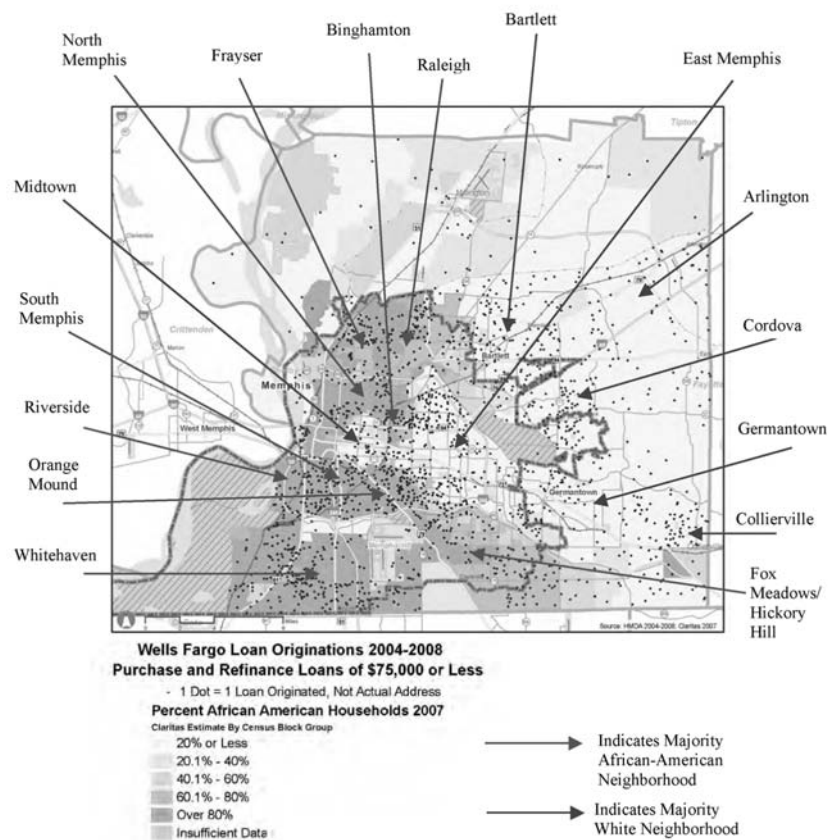 North
Memphis
Binghamton
Bartlett
Frayser
Raleigh
East Memphis
Midtown
Arlington
South
Memphis
Cordova
Riverside
Germantown
Orange
Mound
Collierville
Whitehaven
Fox
Meadows/
Hickory
Hill
Tipton
Crittenden
Bartlett
Memphis
West Memphis
Germantown
Source: HMDA 2004-2008; Claritas 2007
Wells Fargo Loan Originations 2004-2008
Purchase and Refinance Loans of $75,000 or Less
- 1 Dot = 1 Loan Originated, Not Actual Address
Percent African American Households 2007
Claritas Estimate By Census Block Group
20% or Less
20.1% - 40%
40.1% - 60%
60.1% - 80%
Over 80%
Insufficient Data
Indicates Majority
African-American
Neighborhood
Indicates Majority
White Neighborhood